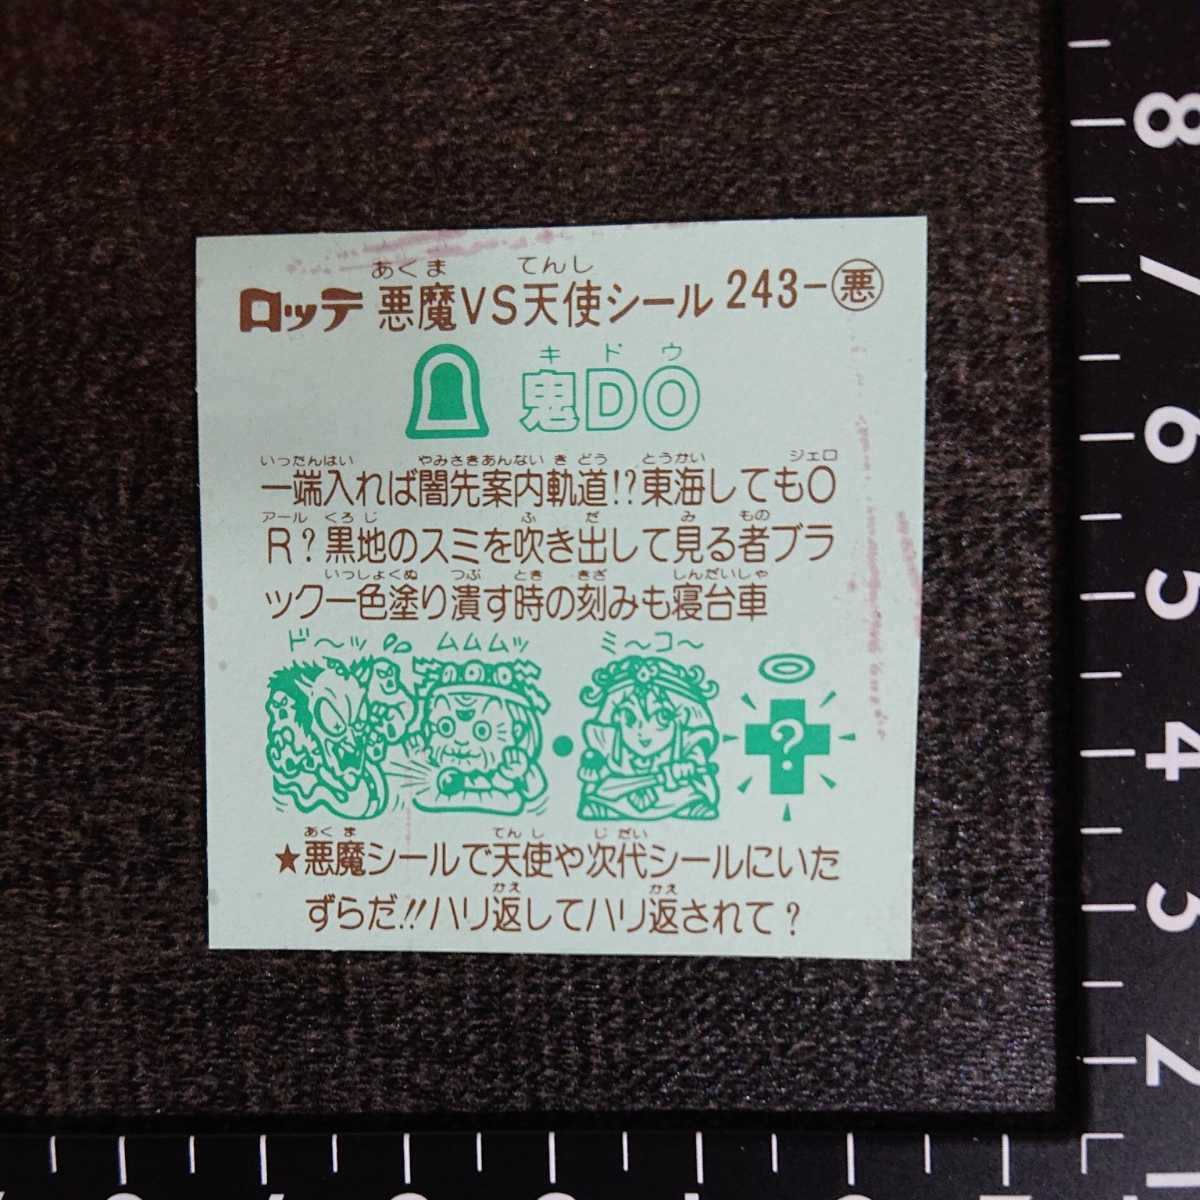 あくま てんし
ロッテ 悪魔VS天使シール 243-悪
キドウ
鬼DO
いったんはい やみさきあんない きどう とうかい ジェロ
一端入れば闇先案内軌道!?東海してもO
アール くろじ ふ だ み もの
R?黒地のスミを吹き出して見る者ブラ
いっしょくぬ つぶ とき きざ しんだいしゃ
ック一色塗り潰す時の刻みも寝台車
ド〜ッ ムムムッ ミ〜コ〜
?
あくま てんし じだい
★悪魔シールで天使や次代シールにいた
かえ かえ
ずらだ!!ハリ返してハリ返されて?
8
7
6
5
4
3
2
1